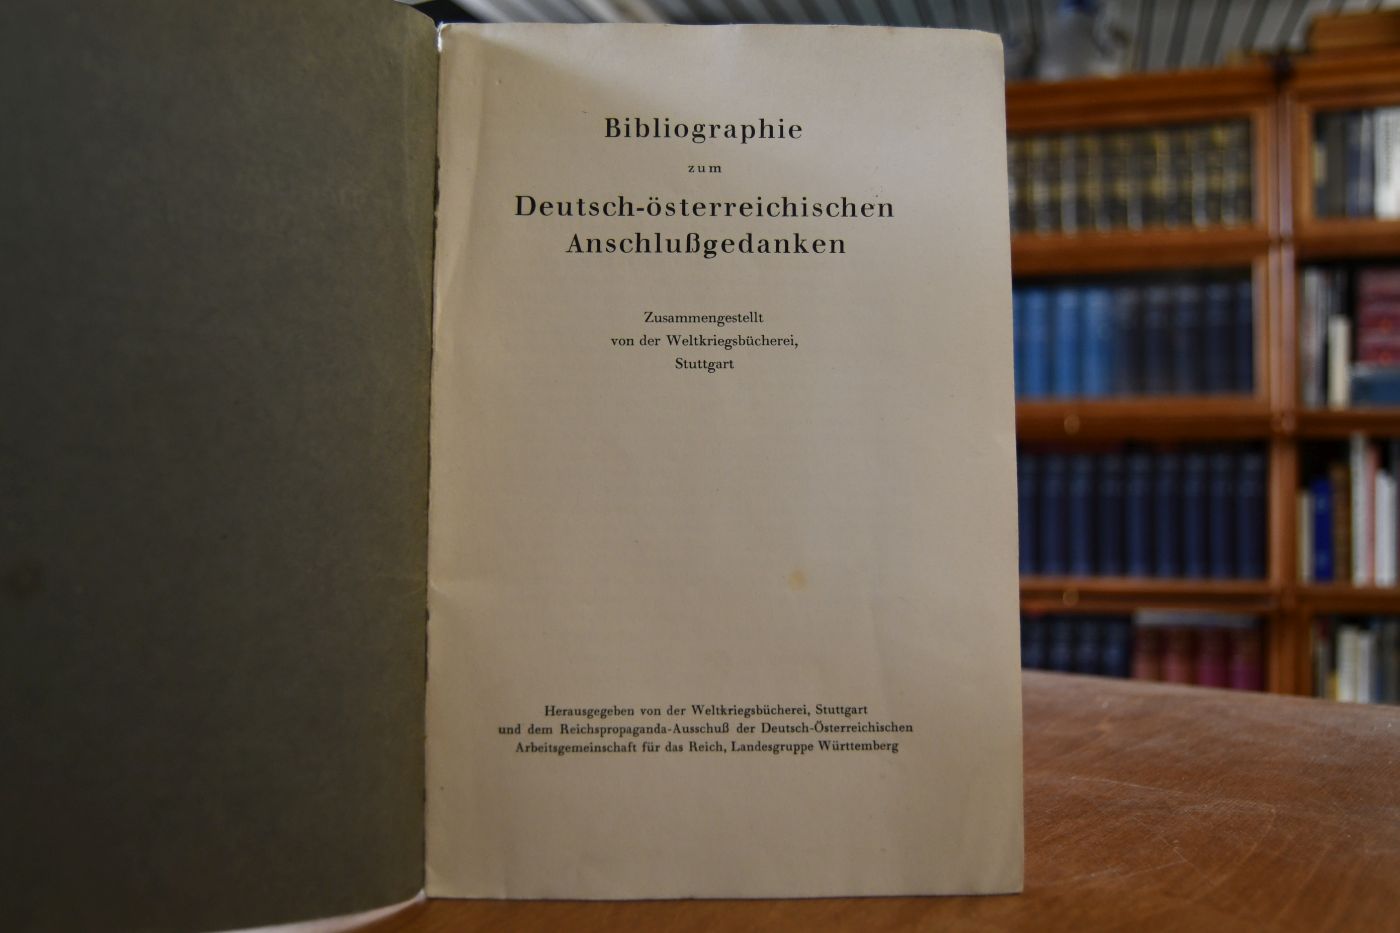 Bibliographie
zum
Deutsch-österreichischen
Anschlußgedanken
Zusammengestellt
von der Weltkriegsbücherei,
Stuttgart
Herausgegeben von der Weltkriegsbücherei, Stuttgart
und dem Reichspropaganda-Ausschuß der Deutsch-Österreichischen
Arbeitsgemeinschaft für das Reich, Landesgruppe Württemberg